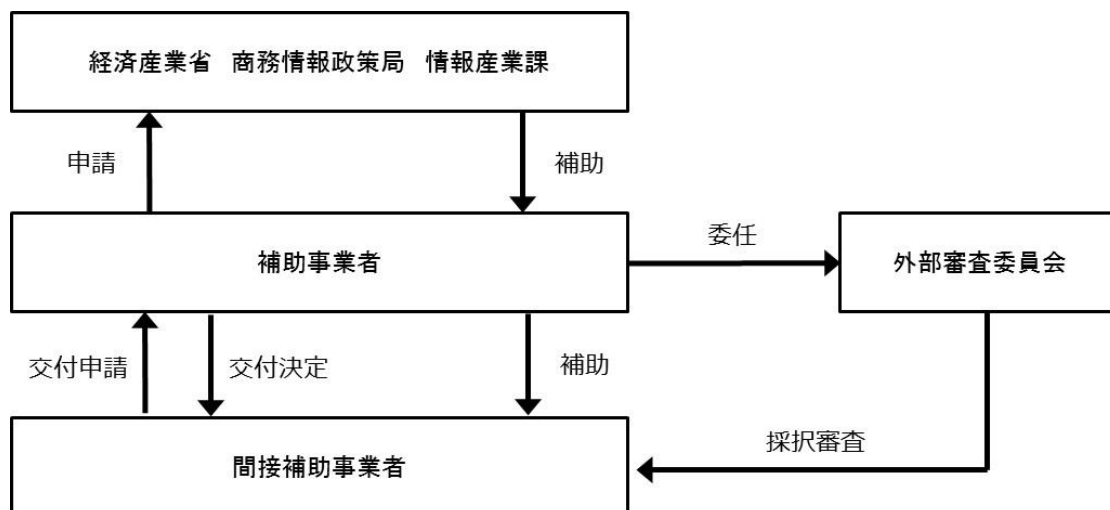 経済産業省 商務情報政策局 情報産業課
申請
補助
補助事業者
委任
外部審査委員会
交付申請
交付決定
補助
間接補助事業者
採択審査